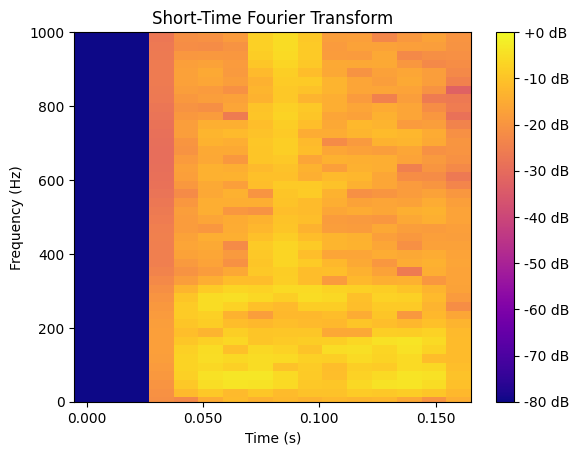 Short-Time Fourier Transform
1000
800
600
400
200
0
Frequency (Hz)
0.000
0.050
0.100
0.150
Time (s)
+0 dB
-10 dB
-20 dB
-30 dB
-40 dB
-50 dB
-60 dB
-70 dB
-80 dB